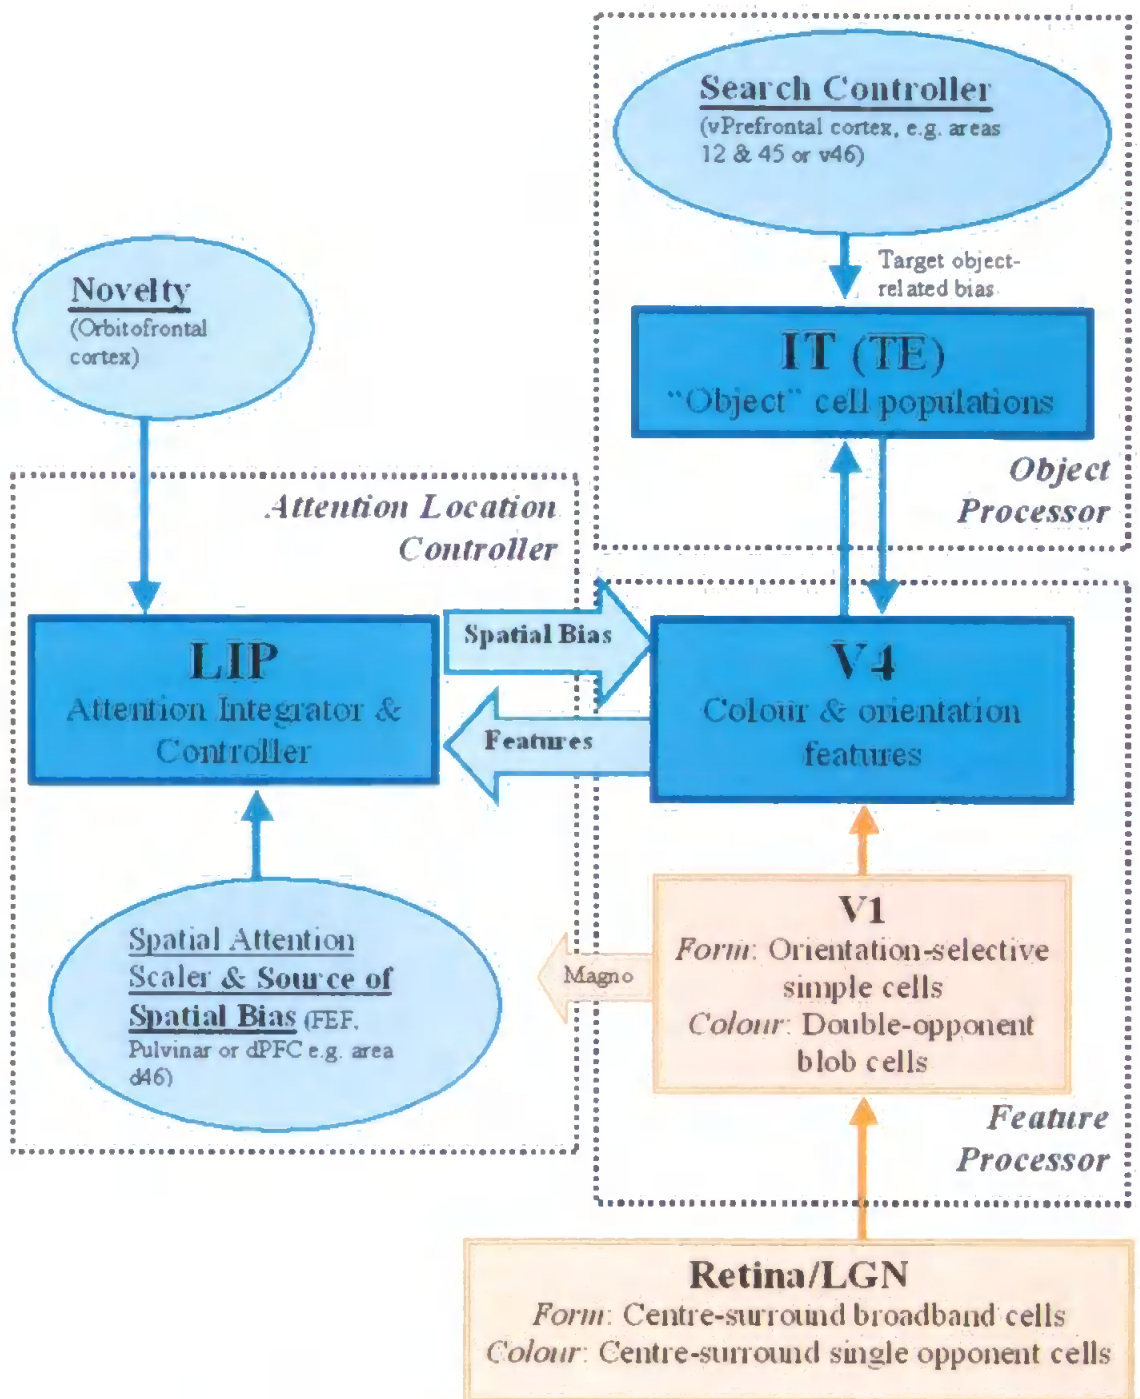 Search Controller
(vPrefrontal cortex, e.g. areas
12 & 45 or v46)
Target object-
related bias
Novelty
(Orbitofrontal
cortex)
IT (TE)
"Object" cell populations
Object
Processor
Attention Location
Controller
LIP
Attention Integrator &
Controller
Spatial Bias
Features
V4
Colour & orientation
features
Spatial Attention
Scaler & Source of
Spatial Bias (FEF,
Pulvinar or dPFC e.g. area
d46)
Magno
V1
Form: Orientation-selective
simple cells
Colour: Double-opponent
blob cells
Feature
Processor
Retina/LGN
Form: Centre-surround broadband cells
Colour: Centre-surround single opponent cells